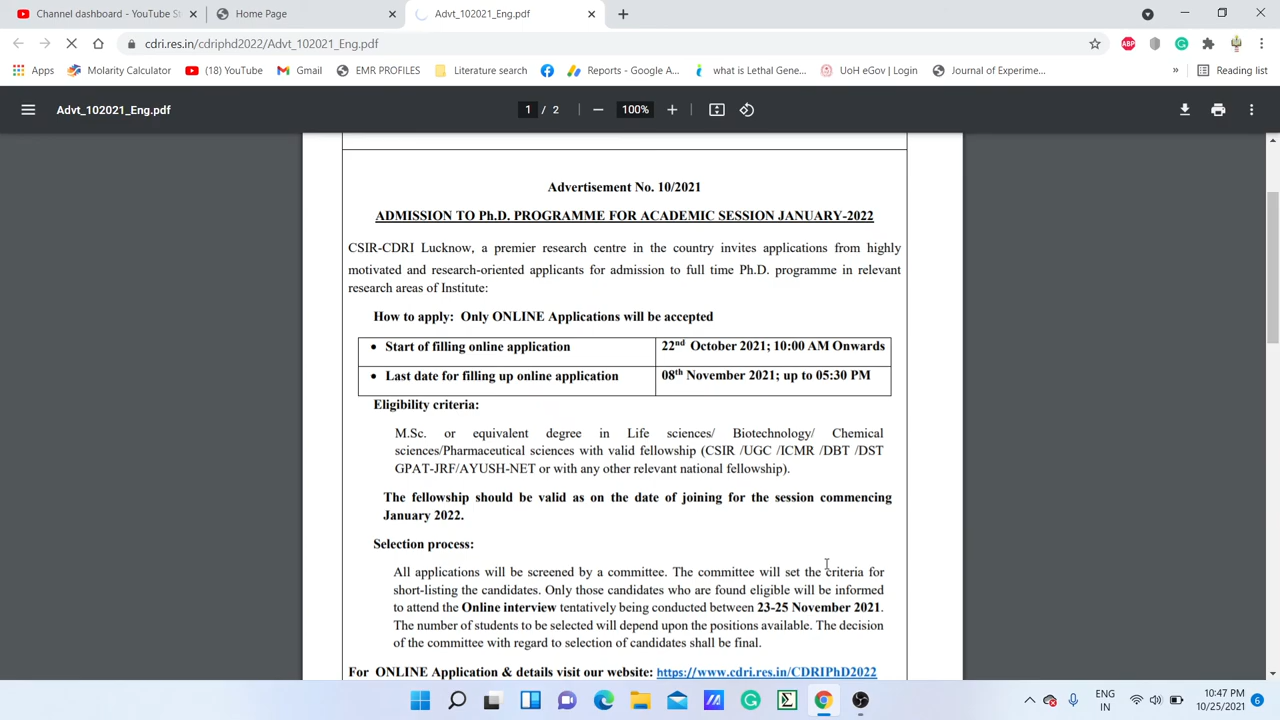 Channel dashboard - YouTube St
Home Page
Advt_102021_Eng.pdf
cdri.res.in/cdriphd2022/Advt_102021_Eng.pdf
ABP
Apps
Molarity Calculator
(18) YouTube
Gmail
EMR PROFILES
Literature search
Reports - Google A...
what is Lethal Gene...
UoH eGov | Login
Journal of Experime...
»
Reading list
Advt_102021_Eng.pdf
1 / 2
100%
Advertisement No. 10/2021
ADMISSION TO Ph.D. PROGRAMME FOR ACADEMIC SESSION JANUARY-2022
CSIR-CDRI Lucknow, a premier research centre in the country invites applications from highly
motivated and research-oriented applicants for admission to full time Ph.D. programme in relevant
research areas of Institute:
How to apply: Only ONLINE Applications will be accepted
• Start of filling online application
22nd October 2021; 10:00 AM Onwards
• Last date for filling up online application
08th November 2021; up to 05:30 PM
Eligibility criteria:
M.Sc. or equivalent degree in Life sciences/ Biotechnology/ Chemical
sciences/Pharmaceutical sciences with valid fellowship (CSIR /UGC /ICMR /DBT /DST
GPAT-JRF/AYUSH-NET or with any other relevant national fellowship).
The fellowship should be valid as on the date of joining for the session commencing
January 2022.
Selection process:
All applications will be screened by a committee. The committee will set the criteria for
short-listing the candidates. Only those candidates who are found eligible will be informed
to attend the Online interview tentatively being conducted between 23-25 November 2021.
The number of students to be selected will depend upon the positions available. The decision
of the committee with regard to selection of candidates shall be final.
For ONLINE Application & details visit our website: https://www.cdri.res.in/CDRIPhD2022
ENG
IN
10:47 PM
10/25/2021
6